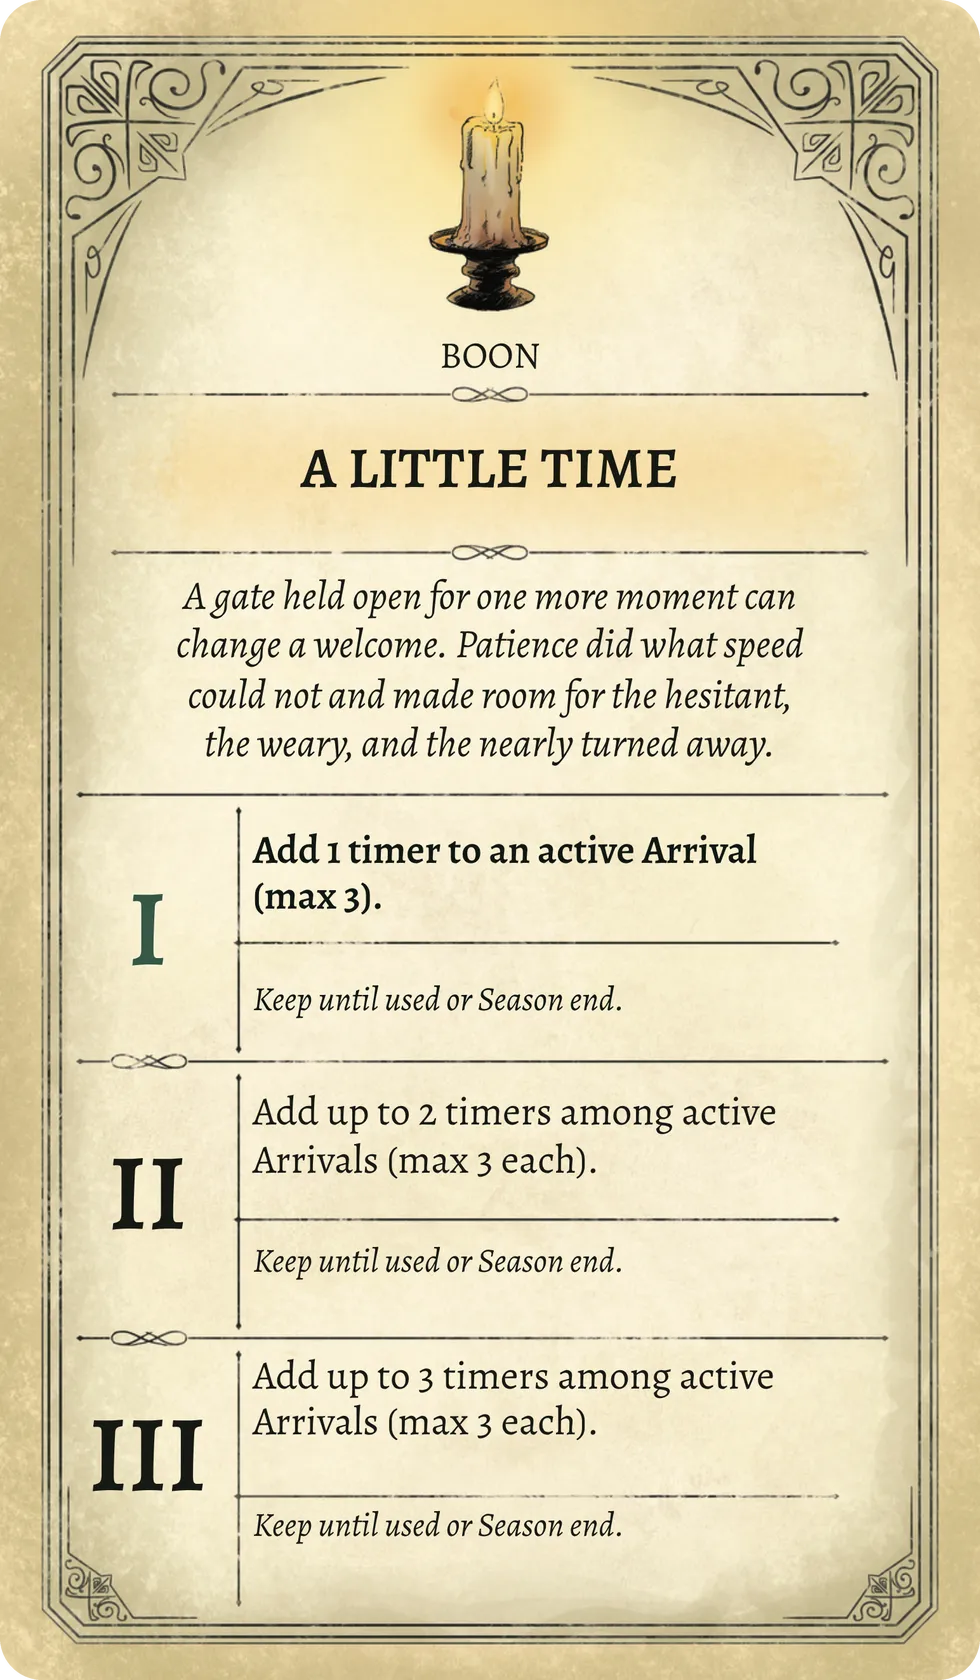 BOON
A LITTLE TIME
A gate held open for one more moment can
change a welcome. Patience did what speed
could not and made room for the hesitant,
the weary, and the nearly turned away.
I
Add 1 timer to an active Arrival
(max 3).
Keep until used or Season end.
II
Add up to 2 timers among active
Arrivals (max 3 each).
Keep until used or Season end.
III
Add up to 3 timers among active
Arrivals (max 3 each).
Keep until used or Season end.